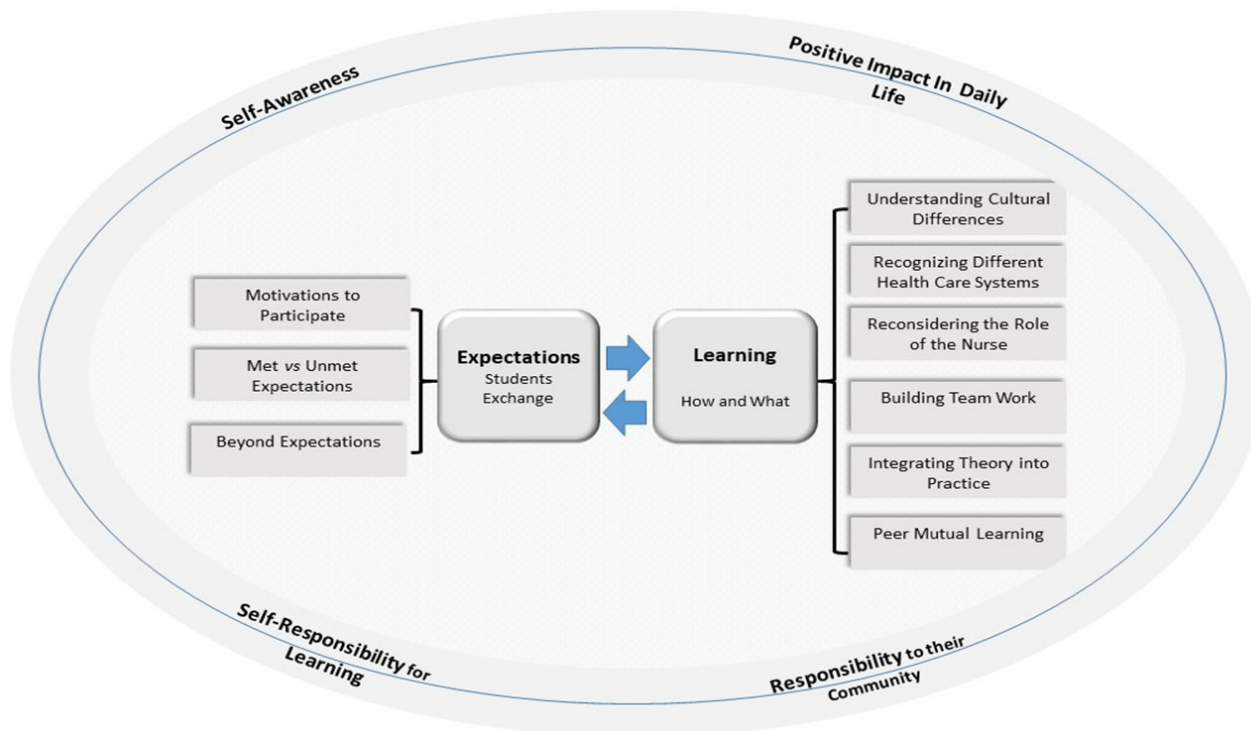 Self-Awareness
Positive Impact In Daily
Life
Motivations to
Participate
Met vs Unmet
Expectations
Beyond Expectations
Expectations
Students
Exchange
Learning
How and What
Understanding Cultural
Differences
Recognizing Different
Health Care Systems
Reconsidering the Role
of the Nurse
Building Team Work
Integrating Theory into
Practice
Peer Mutual Learning
Self-Responsibility for
Learning
Responsibility to their
Community